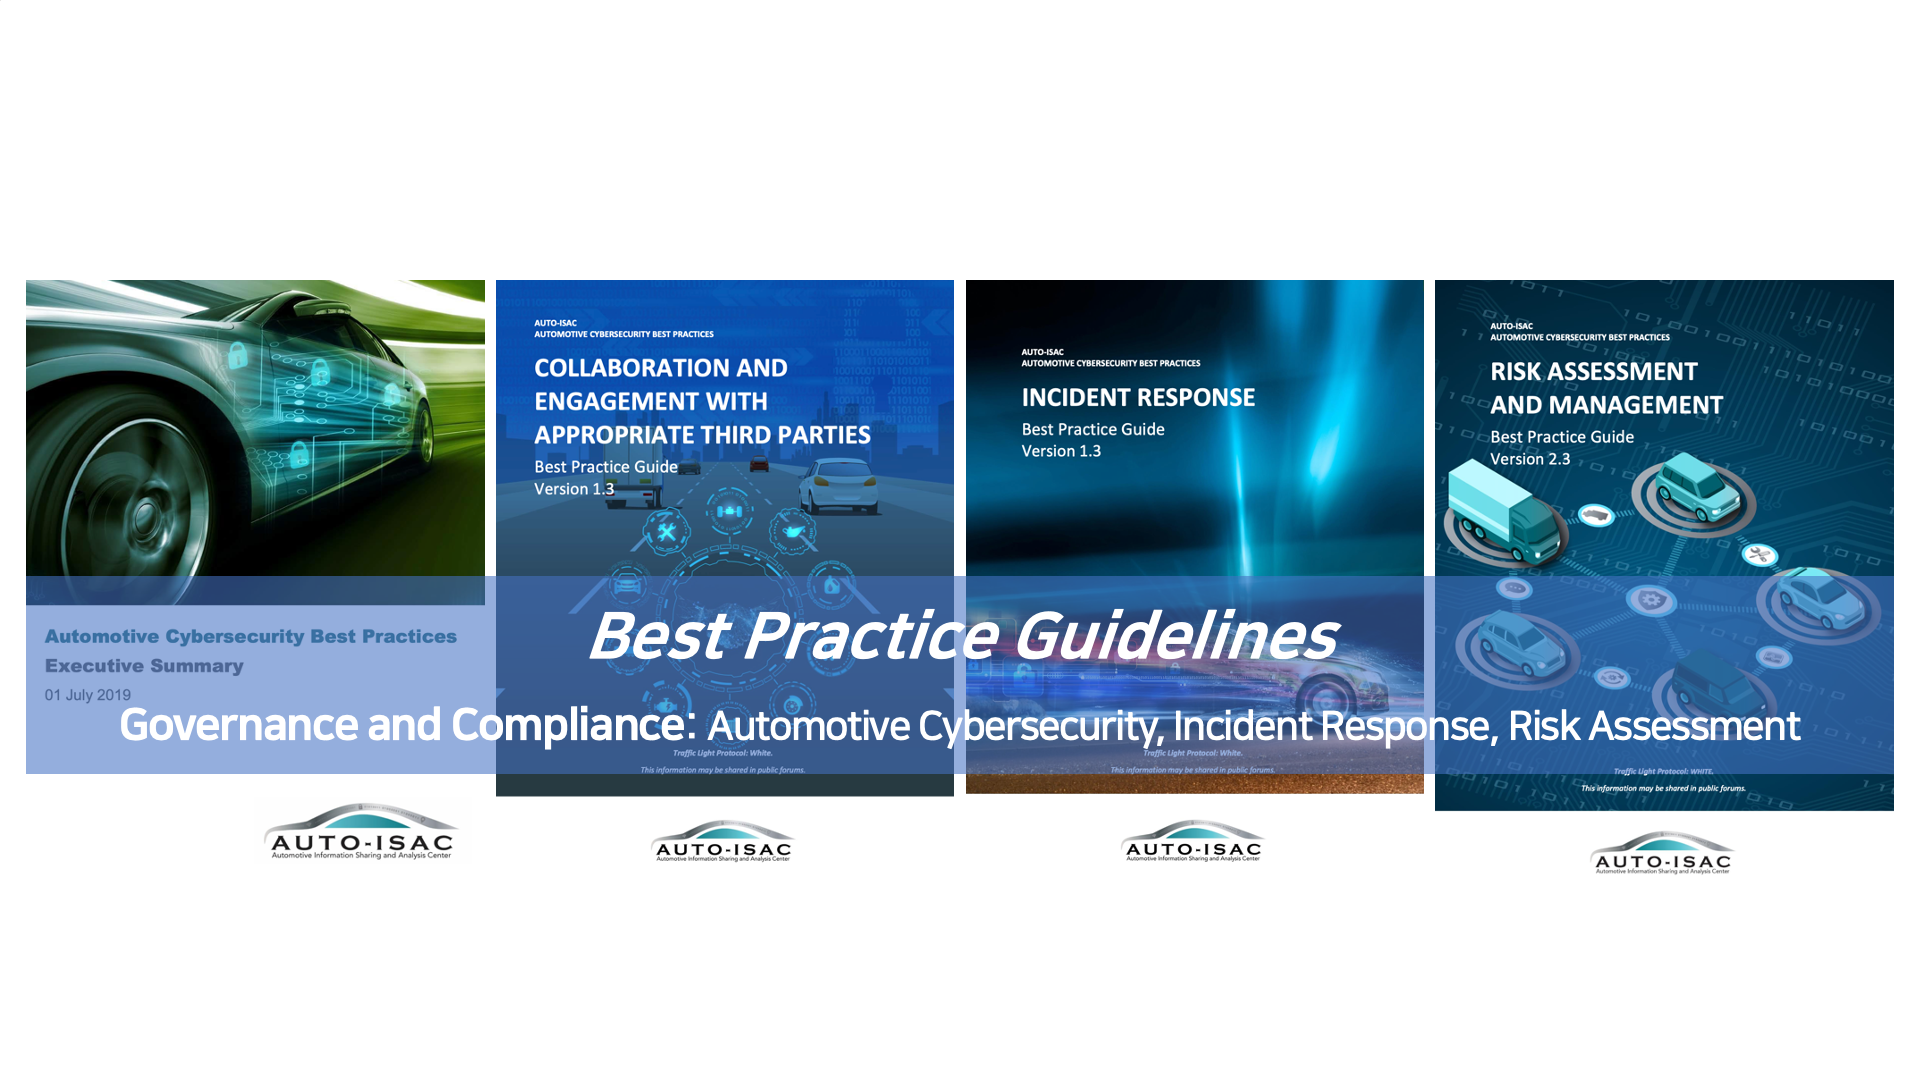 Automotive Cybersecurity Best Practices
Executive Summary
01 July 2019
AUTO-ISAC
Automotive Information Sharing and Analysis Center
AUTO-ISAC
AUTOMOTIVE CYBERSECURITY BEST PRACTICES
COLLABORATION AND
ENGAGEMENT WITH
APPROPRIATE THIRD PARTIES
Best Practice Guide
Version 1.3
Traffic Light Protocol: White.
This information may be shared in public forums.
AUTO-ISAC
Automotive Information Sharing and Analysis Center
AUTO-ISAC
AUTOMOTIVE CYBERSECURITY BEST PRACTICES
INCIDENT RESPONSE
Best Practice Guide
Version 1.3
Traffic Light Protocol: White.
This information may be shared in public forums.
AUTO-ISAC
Automotive Information Sharing and Analysis Center
AUTO-ISAC
AUTOMOTIVE CYBERSECURITY BEST PRACTICES
RISK ASSESSMENT
AND MANAGEMENT
Best Practice Guide
Version 2.3
Traffic Light Protocol: WHITE.
This information may be shared in public forums.
AUTO-ISAC
Automotive Information Sharing and Analysis Center
Best Practice Guidelines
Governance and Compliance: Automotive Cybersecurity, Incident Response, Risk Assessment